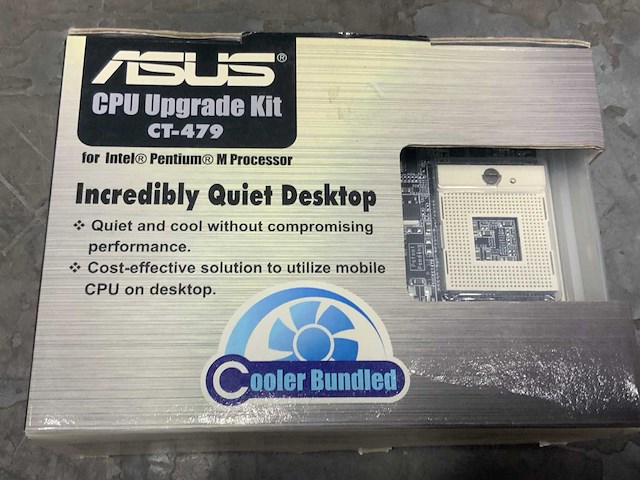 ASUS®
CPU Upgrade Kit
CT-479
for Intel® Pentium® M Processor
Incredibly Quiet Desktop
❖ Quiet and cool without compromising
performance.
❖ Cost-effective solution to utilize mobile
CPU on desktop.
Cooler Bundled